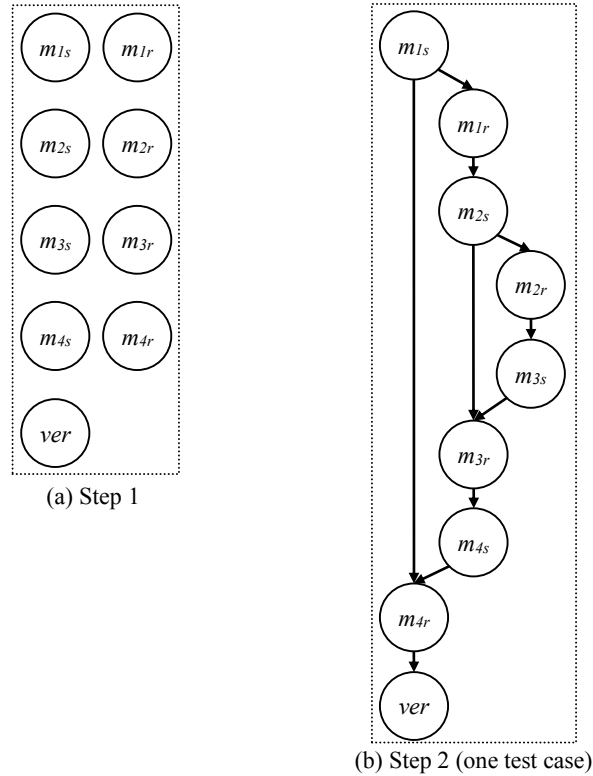 m1s m1r
m2s m2r
m3s m3r
m4s m4r
ver
(a) Step 1
m1s
m1r
m2s
m2r
m3s
m3r
m4s
m4r
ver
(b) Step 2 (one test case)